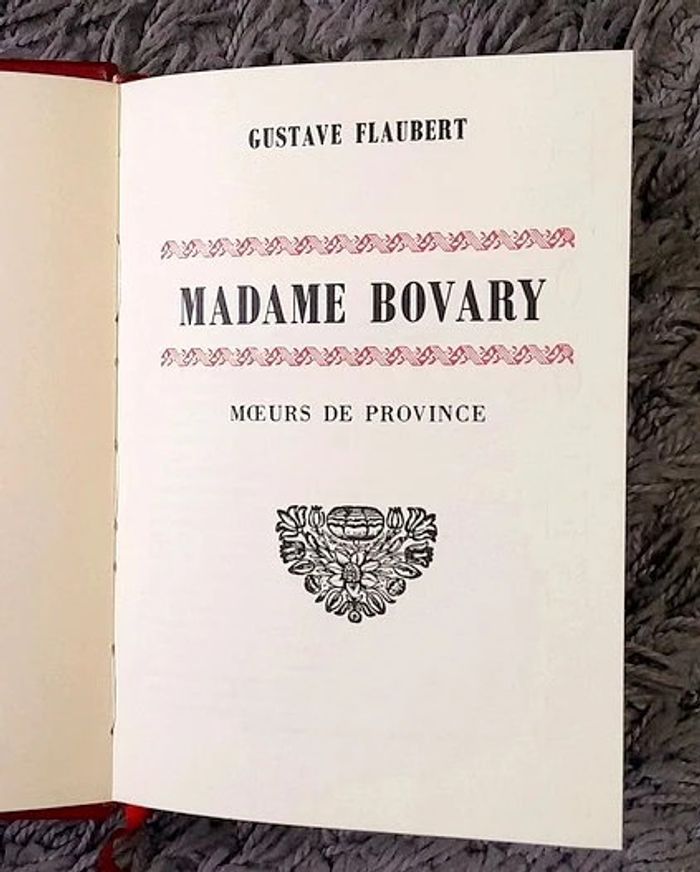 GUSTAVE FLAUBERT
MADAME BOVARY
MŒURS DE PROVINCE